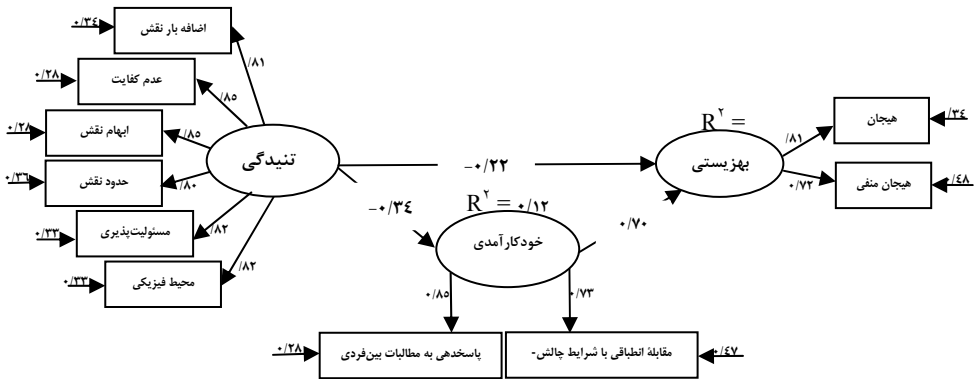 ۰/۳۴
اضافه بار نقش
/۸۱
۰/۲۸
عدم کفایت
/۸۵
۰/۲۸
ابهام نقش
/۸۵
۰/۳۶
حدود نقش
/۸۰
۰/۳۳
مسئولیت‌پذیری
/۸۲
۰/۳۳
محیط فیزیکی
/۸۲
تنیدگی
-۰/۲۲
-۰/۳۴
R۲ = ۰/۱۲
خودکارآمدی
۰/۷۰
R۲ =
بهزیستی
/۸۱
هیجان
۰/۳۴
۰/۷۲
هیجان منفی
۰/۴۸
۰/۸۵
۰/۷۳
۰/۲۸
پاسخدهی به مطالبات بین‌فردی
مقابلۀ انطباقی با شرایط چالش-
۰/۴۷